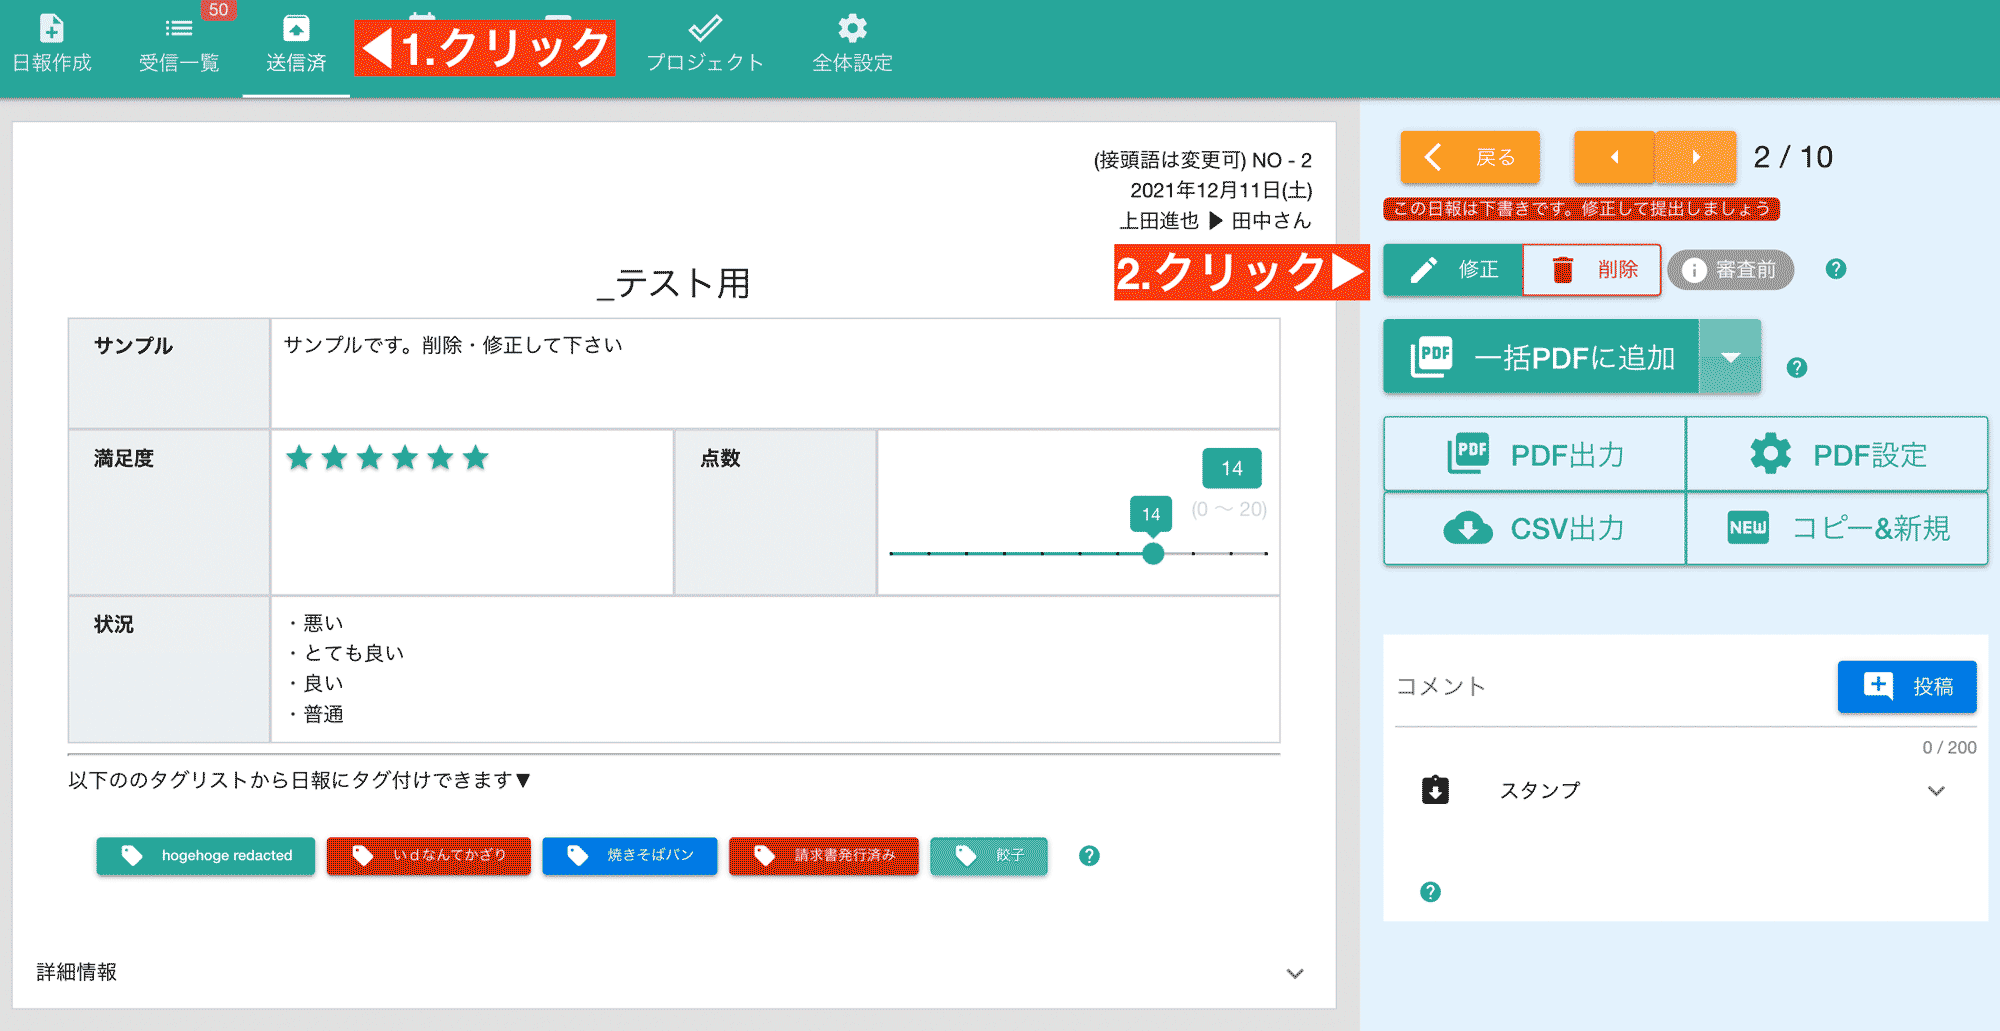 50
日報作成
受信一覧
送信済
◀1.クリック
プロジェクト
全体設定
(接頭語は変更可) NO - 2
2021年12月11日(土)
上田進也 ▶ 田中さん
_テスト用
サンプル
サンプルです。削除・修正して下さい
満足度
点数
14
14
(0 〜 20)
状況
・悪い
・とても良い
・良い
・普通
以下ののタグリストから日報にタグ付けできます▼
hogehoge redacted
いｄなんてかざり
焼きそばパン
請求書発行済み
餃子
詳細情報
戻る
2 / 10
この日報は下書きです。修正して提出しましょう
2.クリック▶
修正
削除
審査前
PDF
一括PDFに追加
PDF
PDF出力
PDF設定
CSV出力
NEW
コピー&新規
コメント
投稿
0 / 200
スタンプ